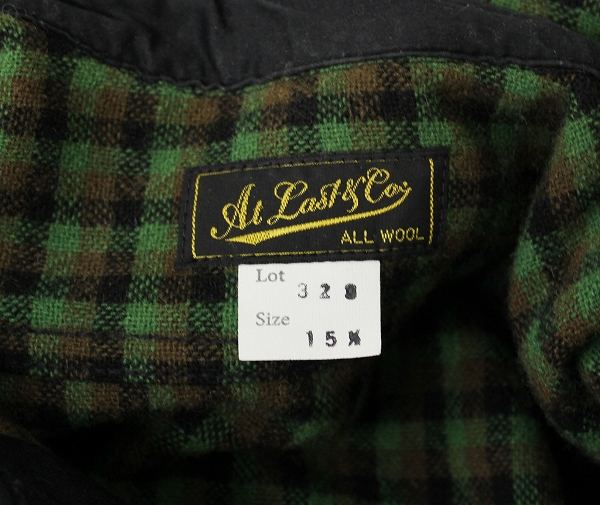 At Last & Co.
ALL WOOL
Lot 328
Size 15½